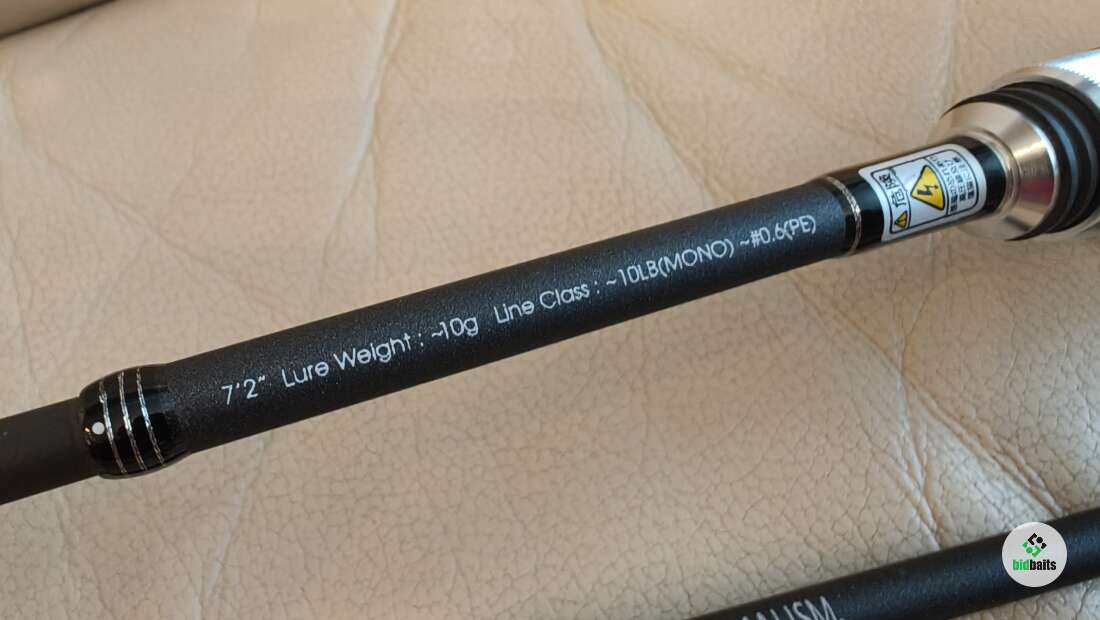 7'2" Lure Weight : ~10g Line Class : ~10LB(MONO) ~#0.6(PE)
危険
bidbaits